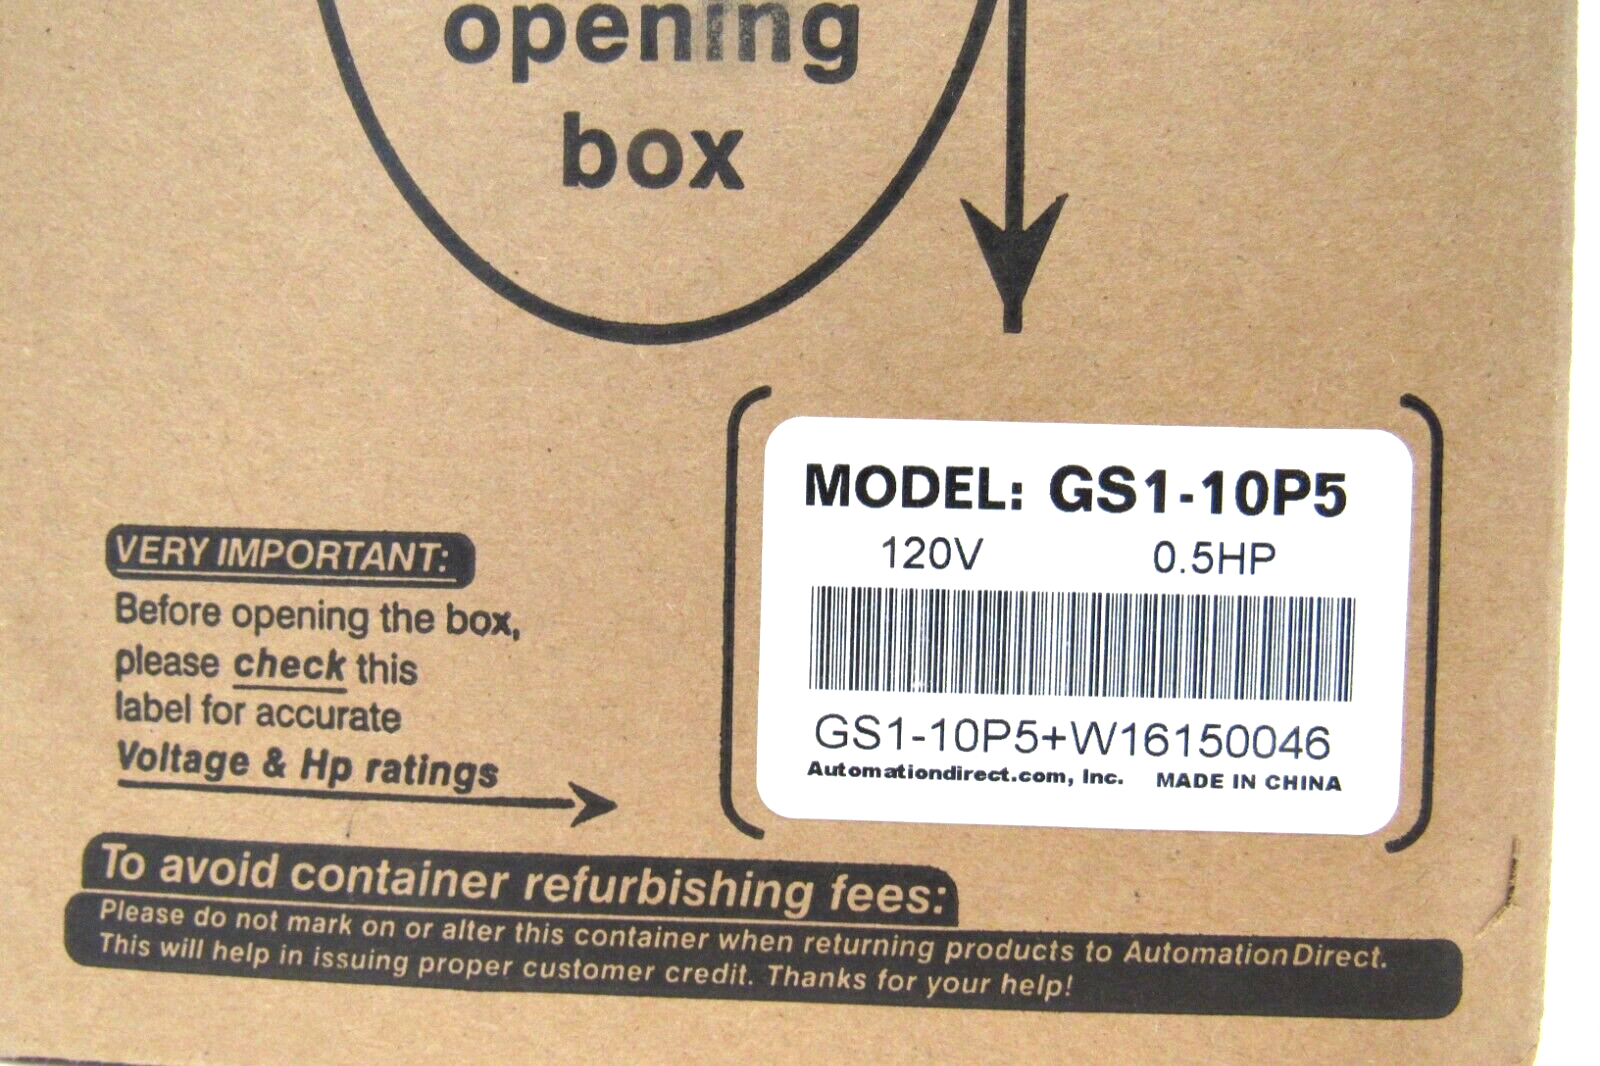 opening
box
MODEL: GS1-10P5
120V 0.5HP
GS1-10P5+W16150046
Automationdirect.com, Inc. MADE IN CHINA
VERY IMPORTANT:
Before opening the box,
please check this
label for accurate
Voltage & Hp ratings
To avoid container refurbishing fees:
Please do not mark on or alter this container when returning products to AutomationDirect.
This will help in issuing proper customer credit. Thanks for your help!